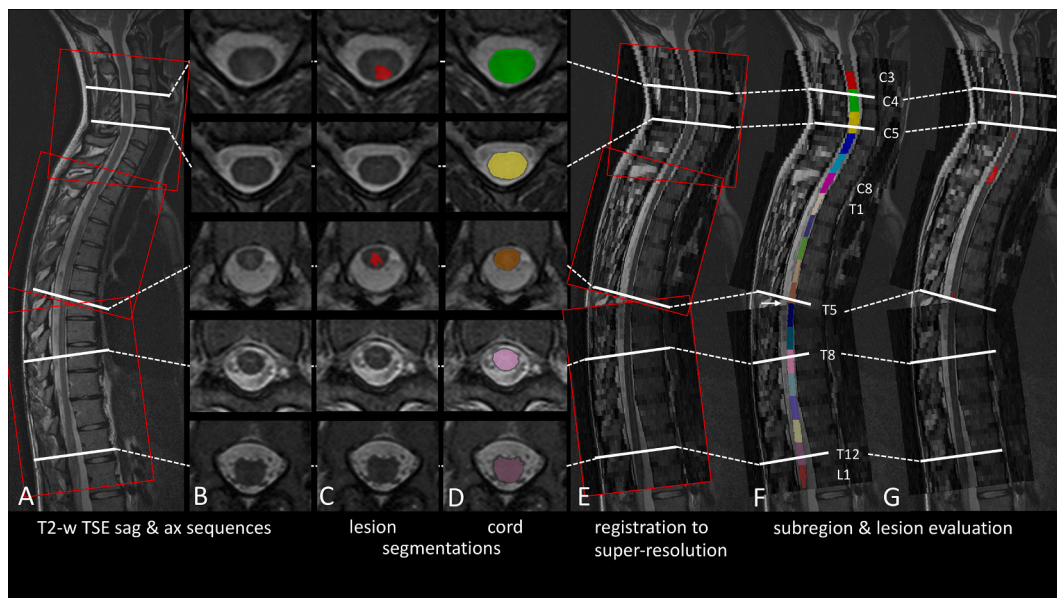 C3
C4
C5
C8
T1
T5
T8
T12
L1
A
B
C
D
E
F
G
T2-w TSE sag & ax sequences
lesion
cord
segmentations
registration to
super-resolution
subregion & lesion evaluation